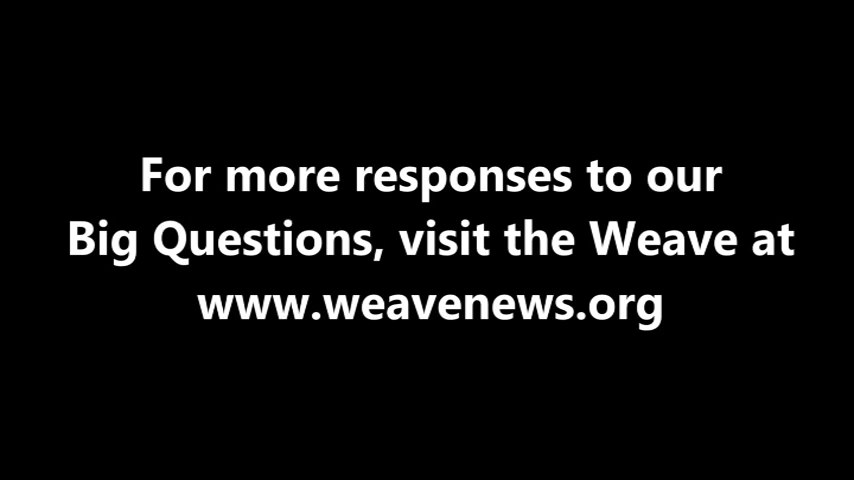 For more responses to our
Big Questions, visit the Weave at
www.weavenews.org